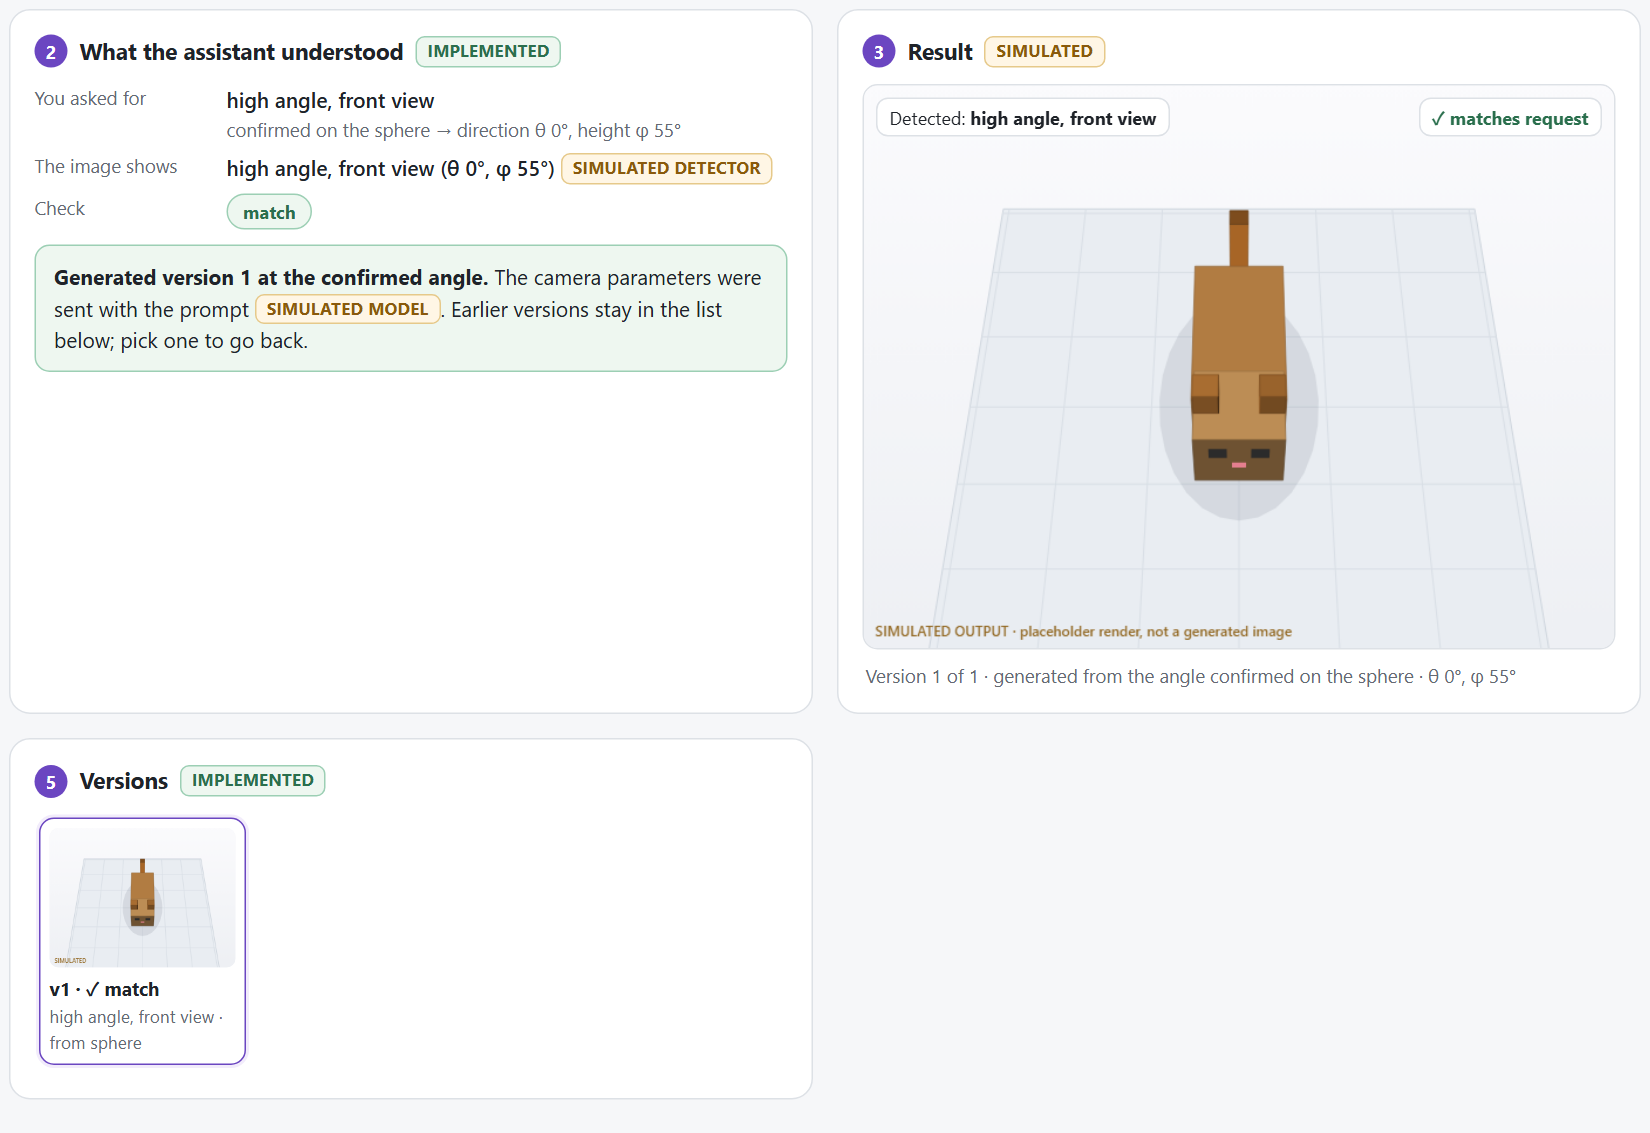 2 What the assistant understood IMPLEMENTED
You asked for high angle, front view
confirmed on the sphere → direction θ 0°, height φ 55°
The image shows high angle, front view (θ 0°, φ 55°) SIMULATED DETECTOR
Check match
Generated version 1 at the confirmed angle. The camera parameters were
sent with the prompt SIMULATED MODEL. Earlier versions stay in the list
below; pick one to go back.
3 Result SIMULATED
Detected: high angle, front view ✓ matches request
SIMULATED OUTPUT · placeholder render, not a generated image
Version 1 of 1 · generated from the angle confirmed on the sphere · θ 0°, φ 55°
5 Versions IMPLEMENTED
SIMULATED
v1 · ✓ match
high angle, front view ·
from sphere